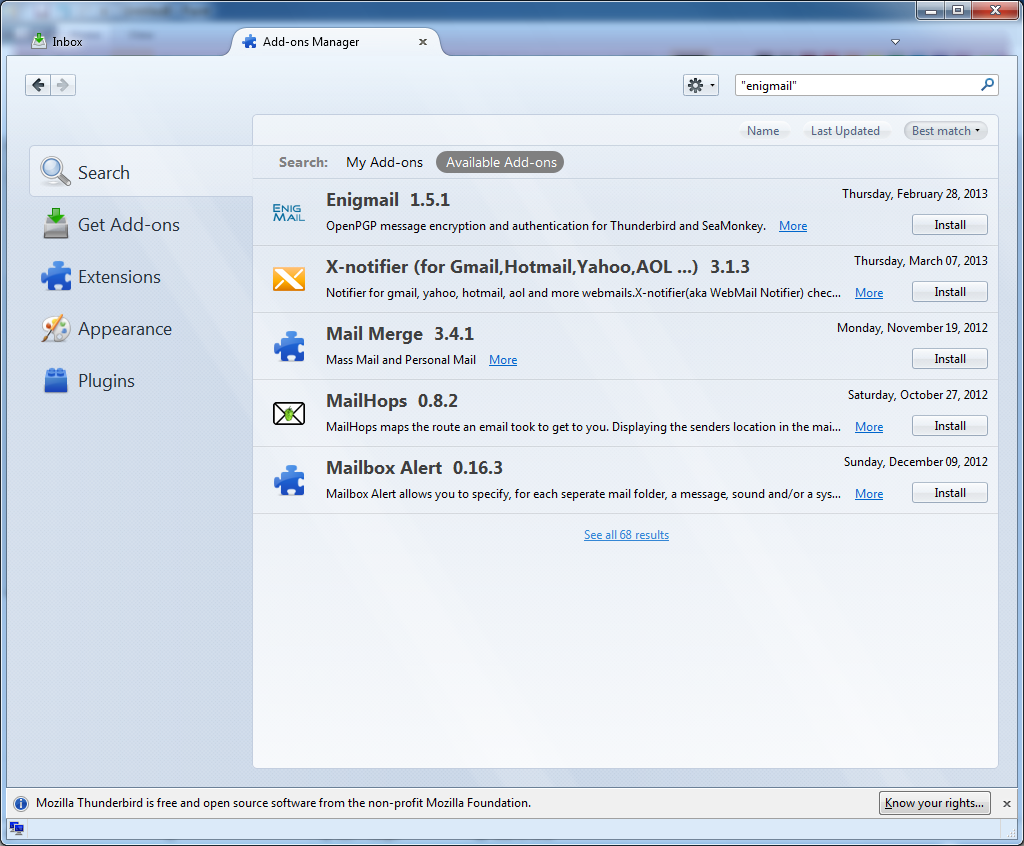 Inbox
Add-ons Manager
"enigmail"
Name Last Updated Best match
Search: My Add-ons Available Add-ons
Search
Get Add-ons
Extensions
Appearance
Plugins
ENIG
MAIL
Enigmail 1.5.1 Thursday, February 28, 2013
OpenPGP message encryption and authentication for Thunderbird and SeaMonkey. More Install
X-notifier (for Gmail,Hotmail,Yahoo,AOL ...) 3.1.3 Thursday, March 07, 2013
Notifier for gmail, yahoo, hotmail, aol and more webmails.X-notifier(aka WebMail Notifier) chec... More Install
Mail Merge 3.4.1 Monday, November 19, 2012
Mass Mail and Personal Mail More Install
MailHops 0.8.2 Saturday, October 27, 2012
MailHops maps the route an email took to get to you. Displaying the senders location in the mai... More Install
Mailbox Alert 0.16.3 Sunday, December 09, 2012
Mailbox Alert allows you to specify, for each seperate mail folder, a message, sound and/or a sys... More Install
See all 68 results
Mozilla Thunderbird is free and open source software from the non-profit Mozilla Foundation. Know your rights...